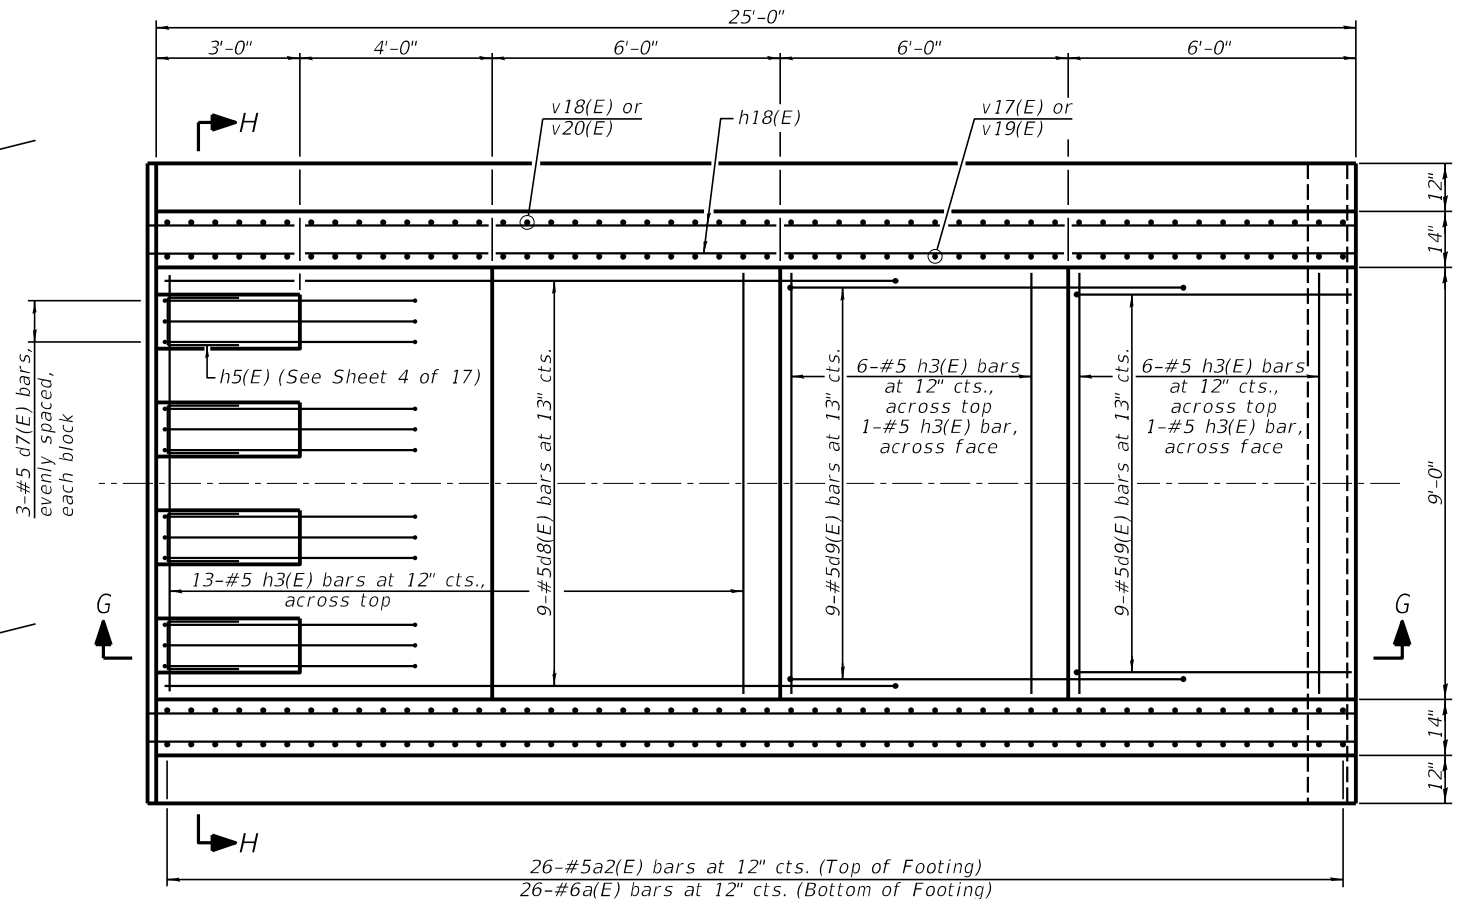 25'-0"
3'-0" 4'-0" 6'-0" 6'-0" 6'-0"
H
v18(E) or
v20(E)
h18(E)
v17(E) or
v19(E)
12"
14"
9'-0"
14"
12"
3-#5 d7(E) bars,
evenly spaced,
each block
h5(E) (See Sheet 4 of 17)
9-#5d8(E) bars at 13" cts.
9-#5d9(E) bars at 13" cts.
6-#5 h3(E) bars
at 12" cts.,
across top
1-#5 h3(E) bar,
across face
9-#5d9(E) bars at 13" cts.
6-#5 h3(E) bars
at 12" cts.,
across top
1-#5 h3(E) bar,
across face
13-#5 h3(E) bars at 12" cts.,
across top
G
G
H
26-#5a2(E) bars at 12" cts. (Top of Footing)
26-#6a(E) bars at 12" cts. (Bottom of Footing)